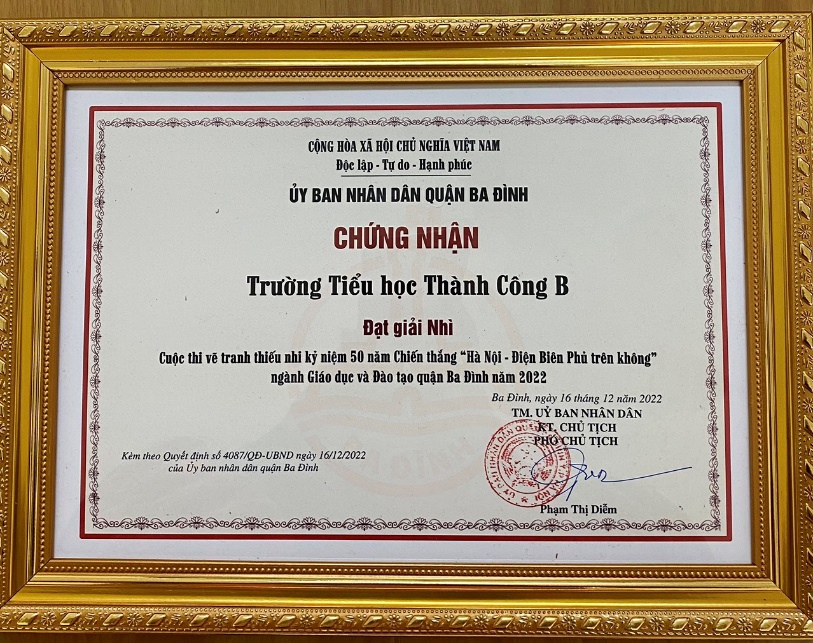 CỘNG HÒA XÃ HỘI CHỦ NGHĨA VIỆT NAM
Độc lập - Tự do - Hạnh phúc
ỦY BAN NHÂN DÂN QUẬN BA ĐÌNH
CHỨNG NHẬN
Trường Tiểu học Thành Công B
Đạt giải Nhì
Cuộc thi vẽ tranh thiếu nhi kỷ niệm 50 năm Chiến thắng “Hà Nội - Điện Biên Phủ trên không”
ngành Giáo dục và Đào tạo quận Ba Đình năm 2022
Ba Đình, ngày 16 tháng 12 năm 2022
TM. UỶ BAN NHÂN DÂN
KT. CHỦ TỊCH
PHÓ CHỦ TỊCH
Kèm theo Quyết định số 4087/QĐ-UBND ngày 16/12/2022
của Ủy ban nhân dân quận Ba Đình
Phạm Thị Diễm